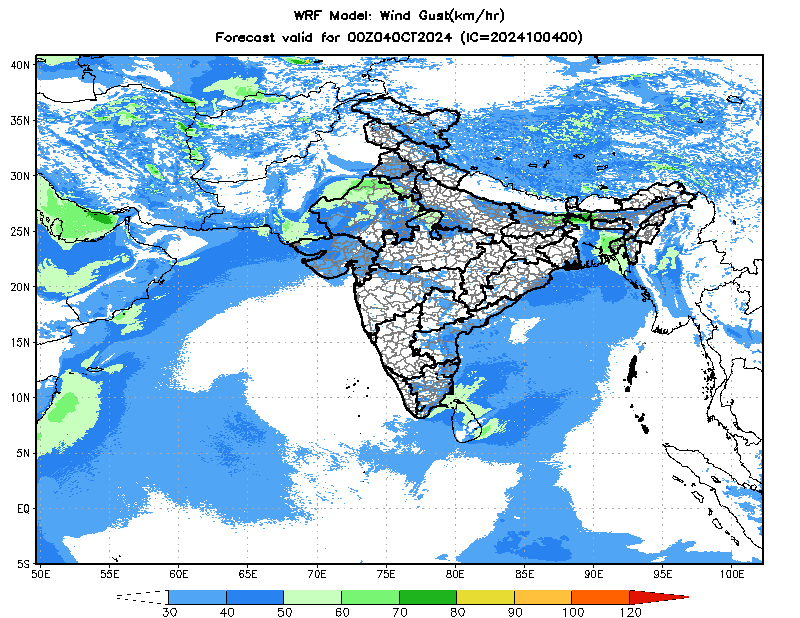 WRF Model: Wind Gust(km/hr)
Forecast valid for 00Z04OCT2024 (IC=2024100400)
40N
35N
30N
25N
20N
15N
10N
5N
EQ
5S
50E 55E 60E 65E 70E 75E 80E 85E 90E 95E 100E
30 40 50 60 70 80 90 100 120